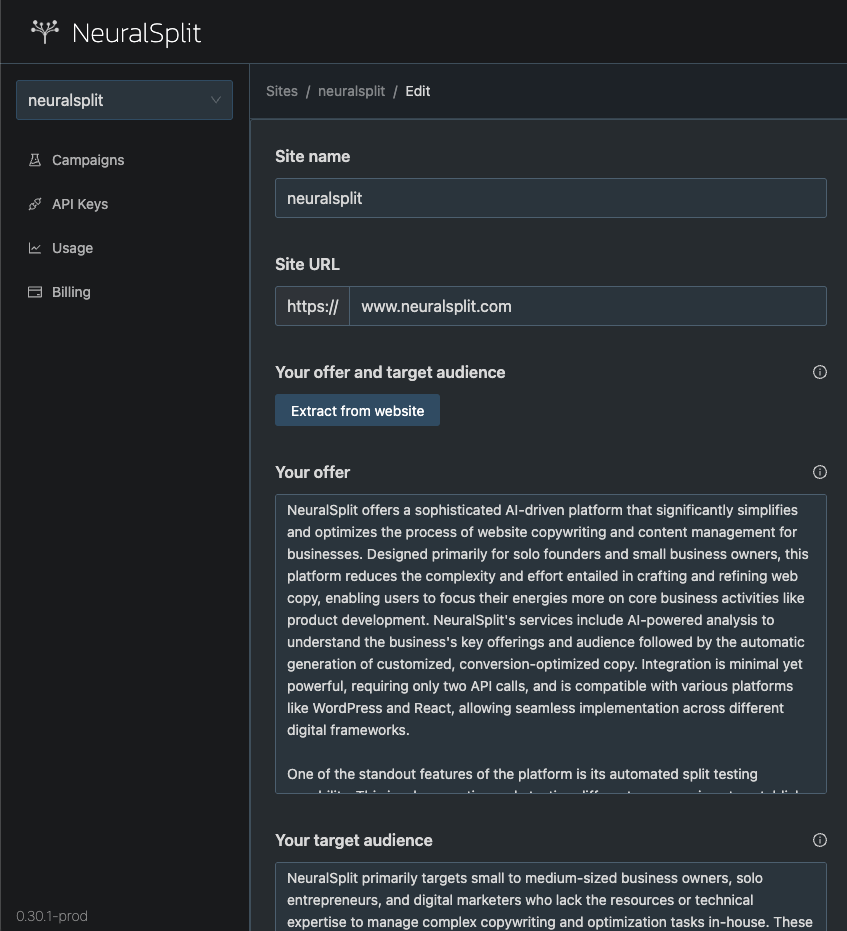 NeuralSplit
neuralsplit
Sites / neuralsplit / Edit
Campaigns
API Keys
Usage
Billing
Site name
neuralsplit
Site URL
https:// www.neuralsplit.com
Your offer and target audience
Extract from website
Your offer
NeuralSplit offers a sophisticated AI-driven platform that significantly simplifies
and optimizes the process of website copywriting and content management for
businesses. Designed primarily for solo founders and small business owners, this
platform reduces the complexity and effort entailed in crafting and refining web
copy, enabling users to focus their energies more on core business activities like
product development. NeuralSplit's services include AI-powered analysis to
understand the business's key offerings and audience followed by the automatic
generation of customized, conversion-optimized copy. Integration is minimal yet
powerful, requiring only two API calls, and is compatible with various platforms
like WordPress and React, allowing seamless implementation across different
digital frameworks.
One of the standout features of the platform is its automated split testing
Your target audience
NeuralSplit primarily targets small to medium-sized business owners, solo
entrepreneurs, and digital marketers who lack the resources or technical
expertise to manage complex copywriting and optimization tasks in-house. These
0.30.1-prod